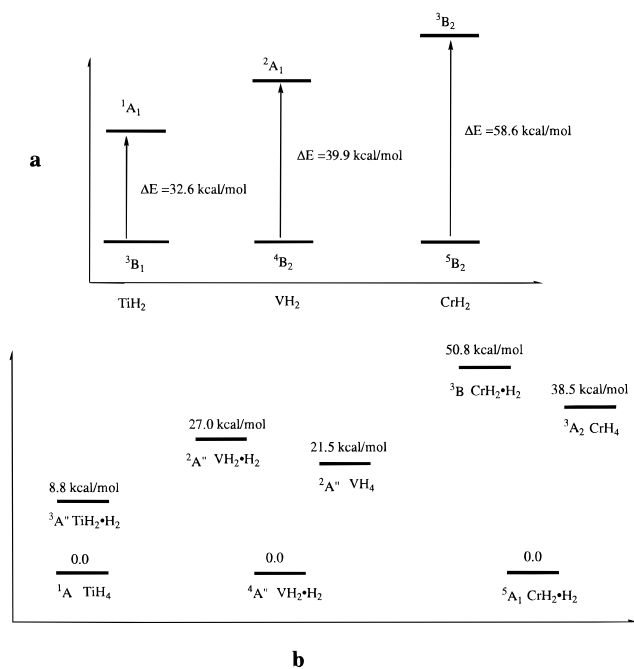 ³B₂
²A₁
¹A₁
ΔE =58.6 kcal/mol
a
ΔE =39.9 kcal/mol
ΔE =32.6 kcal/mol
³B₁
⁴B₂
⁵B₂
TiH₂
VH₂
CrH₂
50.8 kcal/mol
³B CrH₂•H₂
38.5 kcal/mol
³A₂ CrH₄
27.0 kcal/mol
²A" VH₂•H₂
21.5 kcal/mol
²A" VH₄
8.8 kcal/mol
³A" TiH₂•H₂
0.0
0.0
0.0
¹A TiH₄
⁴A" VH₂•H₂
⁵A₁ CrH₂•H₂
b